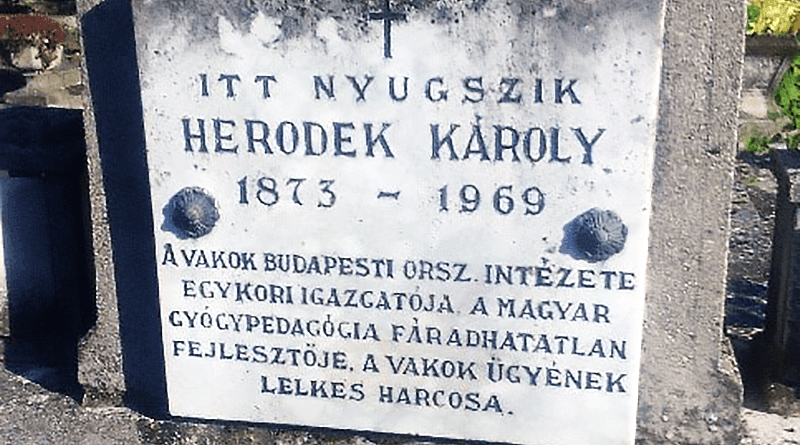 ITT NYUGSZIK
HERODEK KÁROLY
1873 - 1969
A VAKOK BUDAPESTI ORSZ. INTÉZETE
EGYKORI IGAZGATÓJA, A MAGYAR
GYÓGYPEDAGÓGIA FÁRADHATATLAN
FEJLESZTŐJE, A VAKOK ÜGYÉNEK
LELKES HARCOSA.